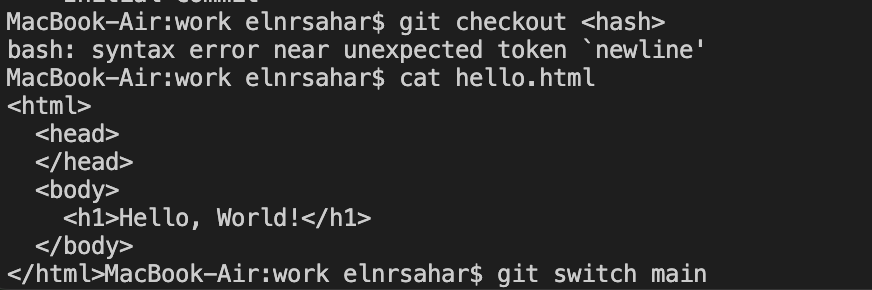 MacBook-Air:work elnrsahar$ git checkout <hash>
bash: syntax error near unexpected token `newline'
MacBook-Air:work elnrsahar$ cat hello.html
<html>
  <head>
  </head>
  <body>
    <h1>Hello, World!</h1>
  </body>
</html>MacBook-Air:work elnrsahar$ git switch main